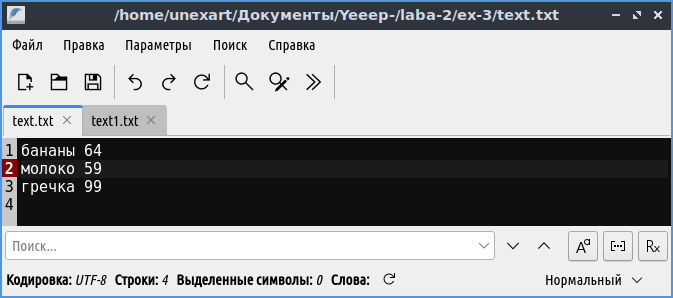 /home/unexart/Документы/Yeeep-/laba-2/ex-3/text.txt
Файл Правка Параметры Поиск Справка
text.txt text1.txt
1 бананы 64
2 молоко 59
3 гречка 99
4
Поиск... Aa Rx
Кодировка: UTF-8 Строки: 4 Выделенные символы: 0 Слова: Нормальный